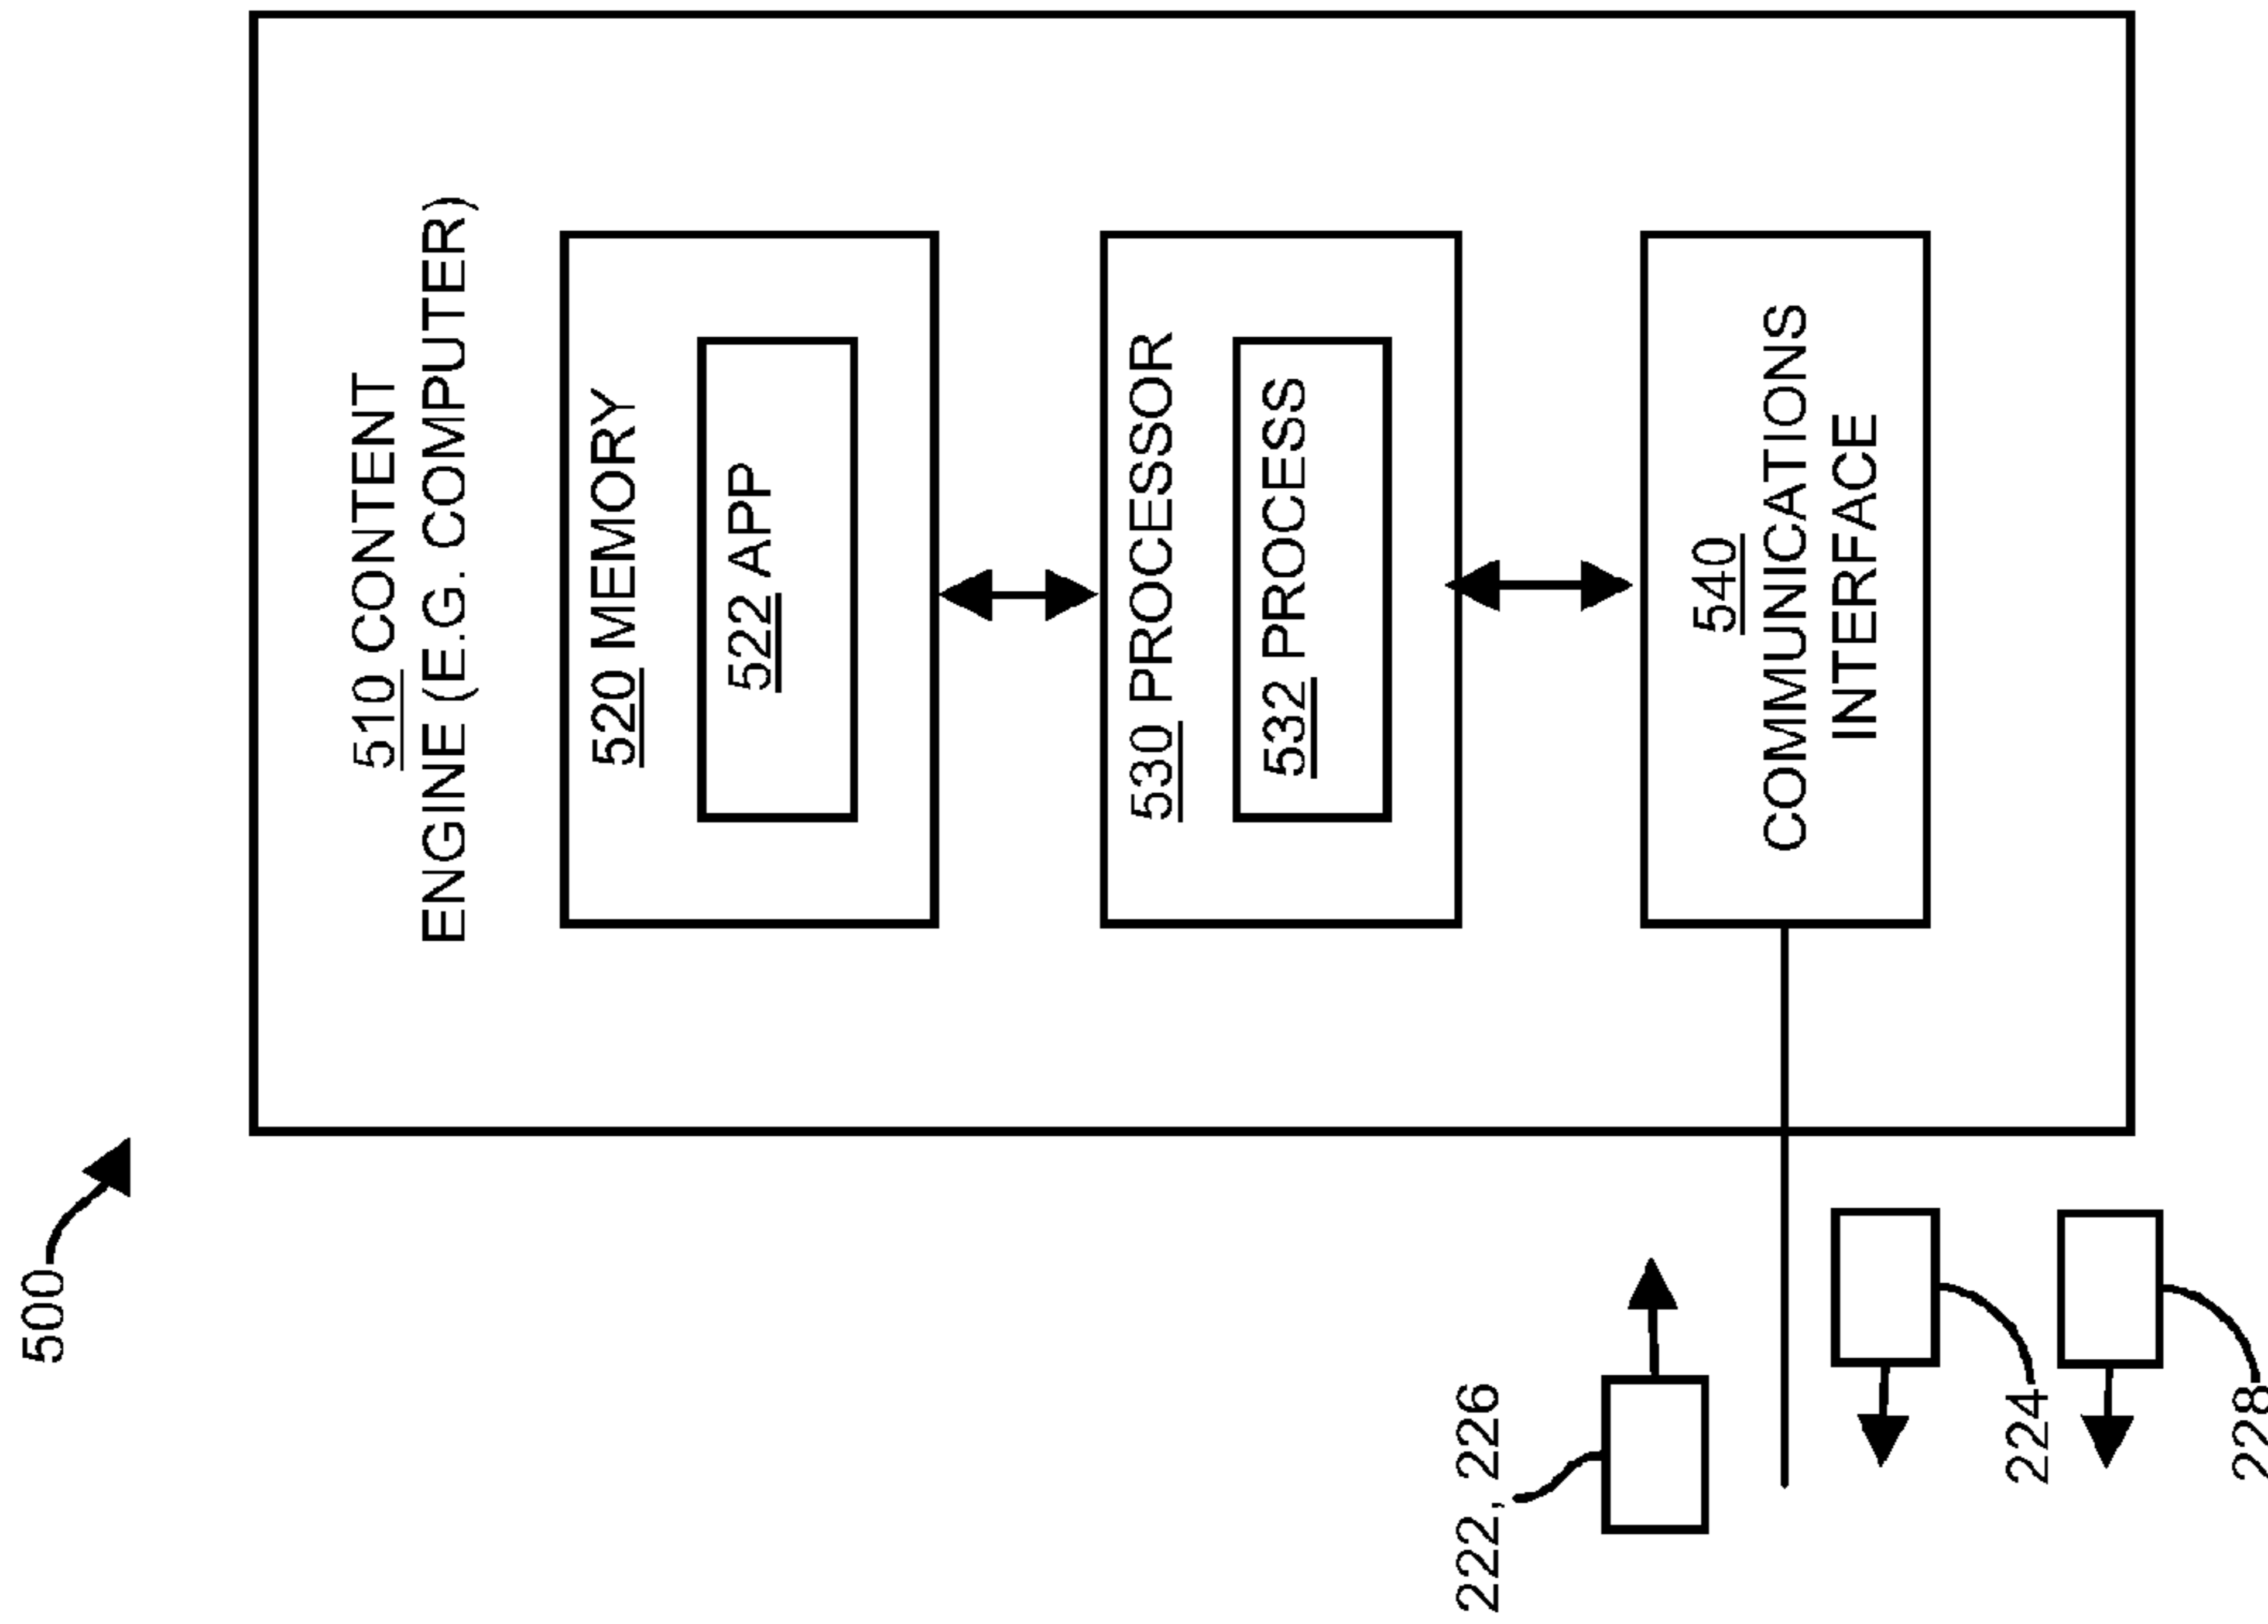 500
510 CONTENT
ENGINE (E.G. COMPUTER)
520 MEMORY
522 APP
530 PROCESSOR
532 PROCESS
540
COMMUNICATIONS
INTERFACE
222, 226
224
228